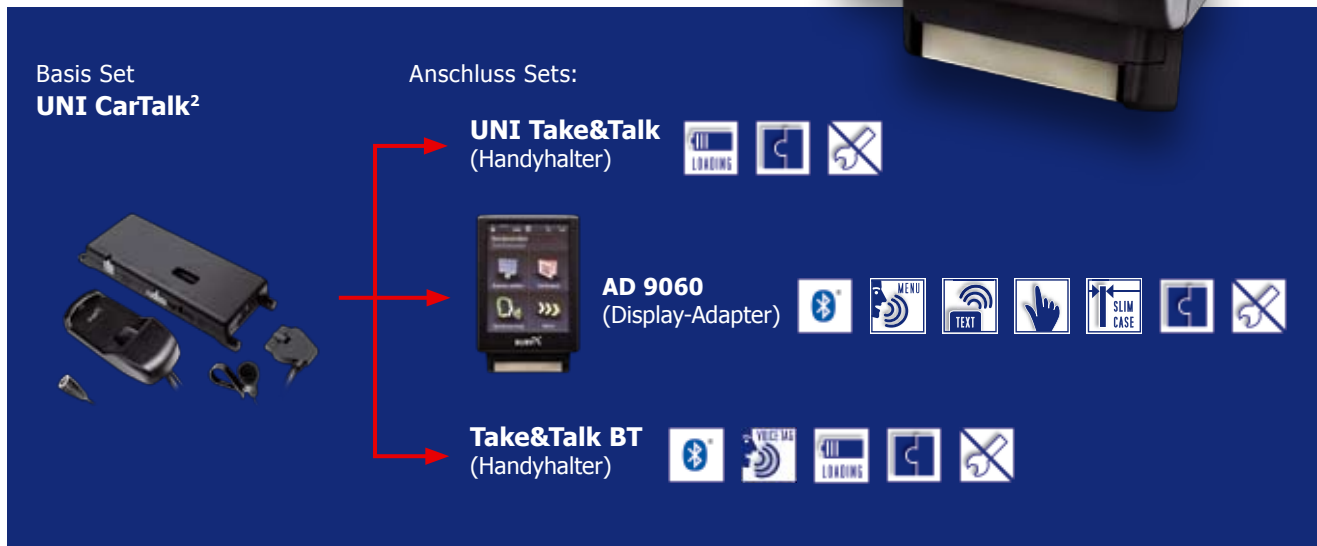 Basis Set
UNI CarTalk²
Anschluss Sets:
UNI Take&Talk
(Handyhalter)
LOADING
AD 9060
(Display-Adapter)
MENU
TEXT
SLIM
CASE
BURY
Take&Talk BT
(Handyhalter)
VOICE TAG
LOADING